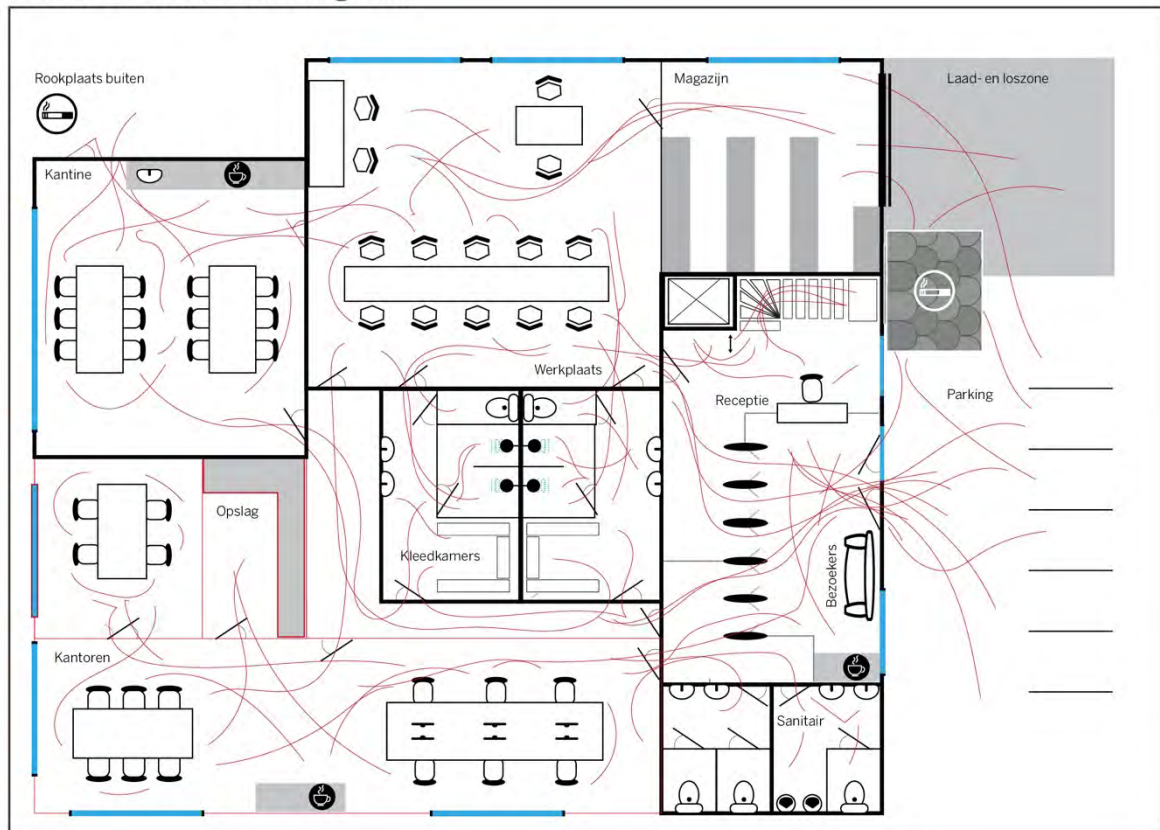 Rookplaats buiten
Magazijn
Laad- en loszone
Kantine
Werkplaats
Receptie
Parking
Opslag
Kleedkamers
Bezoekers
Kantoren
Sanitair